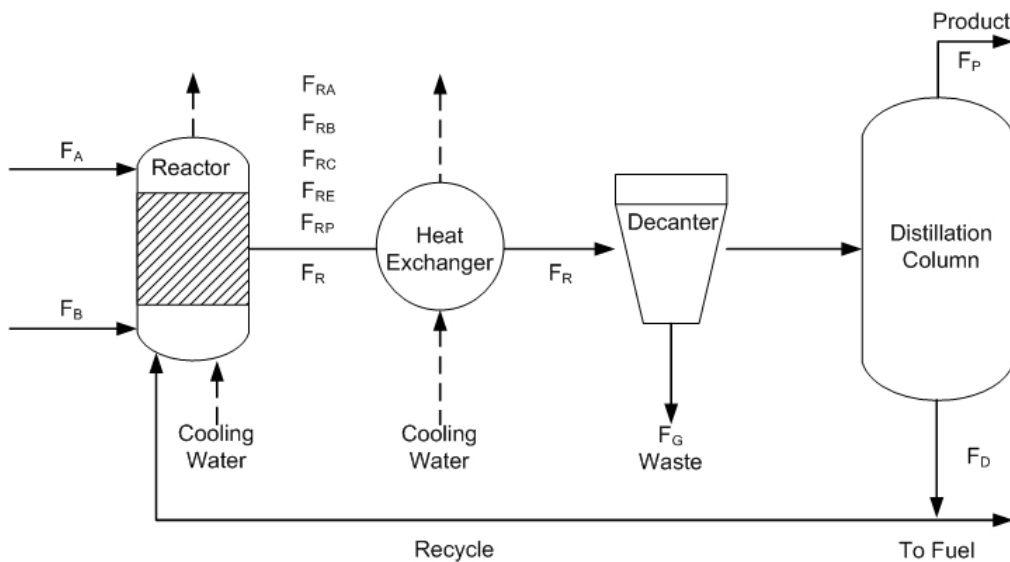 Product
F_P
F_RA
F_RB
F_RC
F_RE
F_RP
F_R
F_A
Reactor
F_B
Cooling
Water
Heat
Exchanger
Cooling
Water
F_R
Decanter
F_G
Waste
Distillation
Column
F_D
Recycle
To Fuel